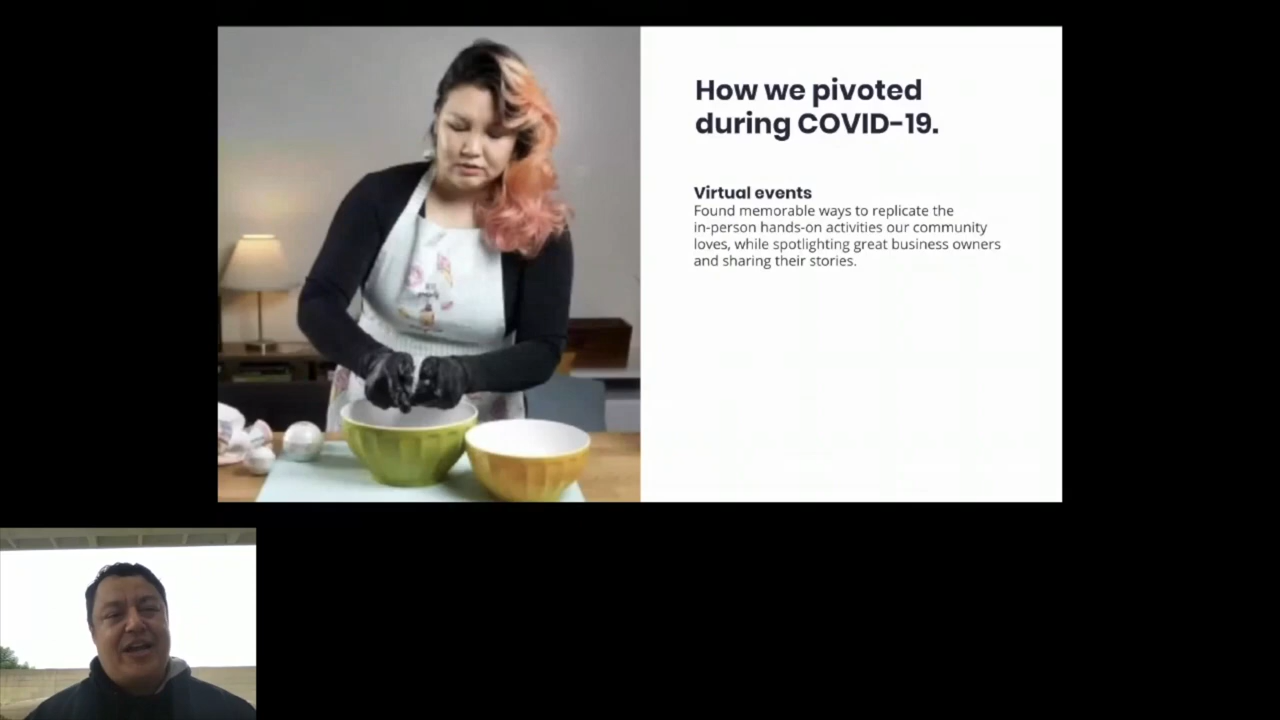 How we pivoted
during COVID-19.
Virtual events
Found memorable ways to replicate the
in-person hands-on activities our community
loves, while spotlighting great business owners
and sharing their stories.